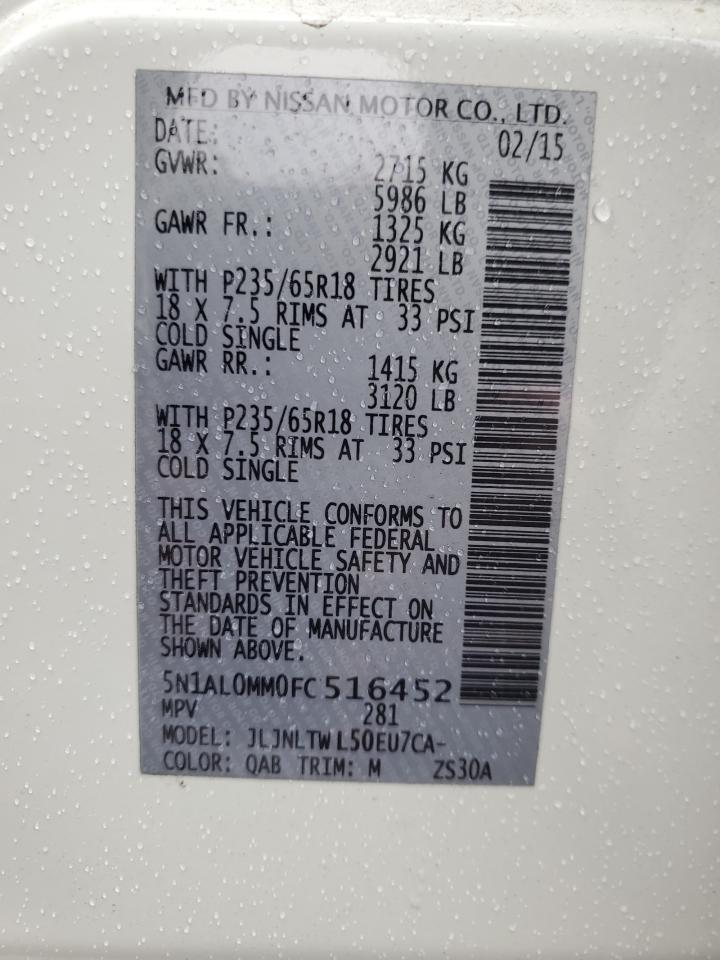 MFD BY NISSAN MOTOR CO., LTD.
DATE: 02/15
GVWR: 2715 KG
5986 LB
GAWR FR.: 1325 KG
2921 LB
WITH P235/65R18 TIRES
18 X 7.5 RIMS AT 33 PSI
COLD SINGLE
GAWR RR.: 1415 KG
3120 LB
WITH P235/65R18 TIRES
18 X 7.5 RIMS AT 33 PSI
COLD SINGLE
THIS VEHICLE CONFORMS TO
ALL APPLICABLE FEDERAL
MOTOR VEHICLE SAFETY AND
THEFT PREVENTION
STANDARDS IN EFFECT ON
THE DATE OF MANUFACTURE
SHOWN ABOVE.
5N1AL0MM0FC516452
MPV 281
MODEL: JLJNLTWL50EU7CA-
COLOR: QAB TRIM: M ZS30A